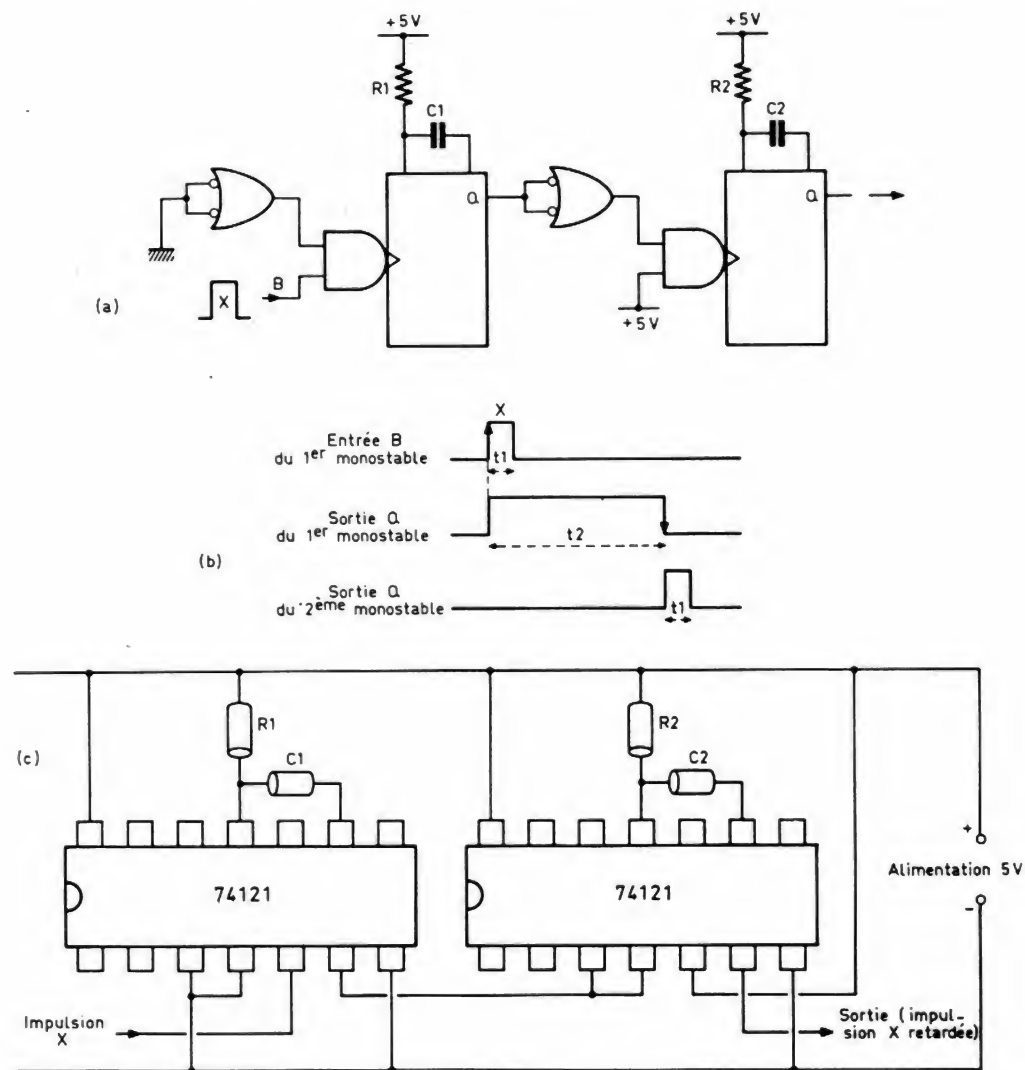 +5V
+5V
R1
R2
C1
C2
Q
Q
B
X
(a)
+5V
X
Entrée B
du 1er monostable
t1
Sortie Q
du 1er monostable
t2
(b)
Sortie Q
du 2ème monostable
t1
R1
R2
(c)
C1
C2
+
Alimentation 5V
-
74121
74121
Impulsion
X
Sortie (impul-
sion X retardée)